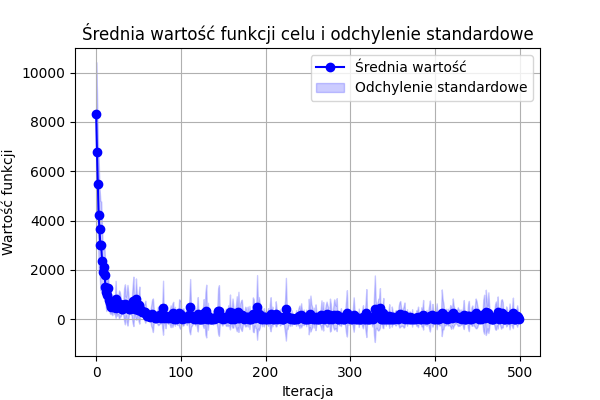 Średnia wartość funkcji celu i odchylenie standardowe
Średnia wartość
Odchylenie standardowe
Wartość funkcji
10000
8000
6000
4000
2000
0
0 100 200 300 400 500
Iteracja